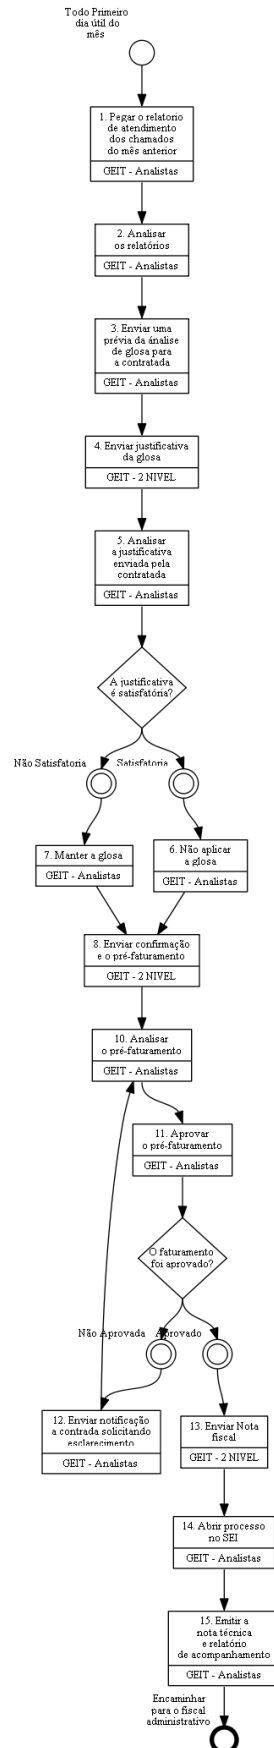 Todo Primeiro
dia útil do
mês
1. Pegar o relatorio
de atendimento
dos chamados
do mês anterior
GEIT - Analistas
2. Analisar
os relatórios
GEIT - Analistas
3. Enviar uma
prévia da ánalise
de glosa para
a contratada
GEIT - Analistas
4. Enviar justificativa
da glosa
GEIT - 2 NIVEL
5. Analisar
a justificativa
enviada pela
contratada
GEIT - Analistas
A justificativa
é satisfatória?
Não Satisfatoria
Satisfatoria
7. Manter a glosa
GEIT - Analistas
6. Não aplicar
a glosa
GEIT - Analistas
8. Enviar confirmação
e o pré-faturamento
GEIT - 2 NIVEL
10. Analisar
o pré-faturamento
GEIT - Analistas
11. Aprovar
o pré-faturamento
GEIT - Analistas
O faturamento
foi aprovado?
Não Aprovada
Aprovado
12. Enviar notificação
a contrada solicitando
esclarecimento
GEIT - Analistas
13. Enviar Nota
fiscal
GEIT - 2 NIVEL
14. Abrir processo
no SEI
GEIT - Analistas
15. Emitir a
nota técnica
e relatório
de acompanhamento
GEIT - Analistas
Encaminhar
para o fiscal
administrativo